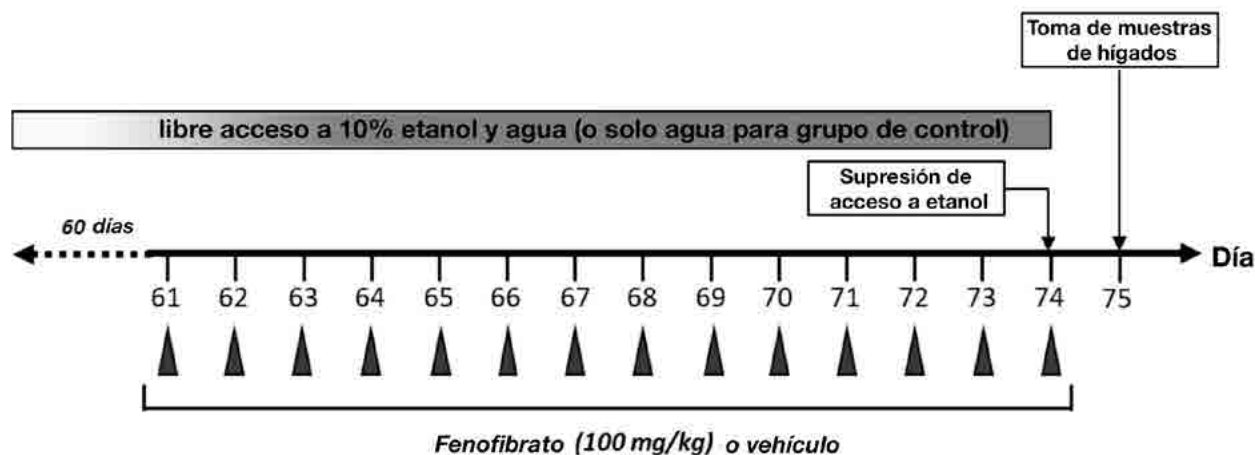 Toma de muestras
de hígados
libre acceso a 10% etanol y agua (o solo agua para grupo de control)
Supresión de
acceso a etanol
60 días
Día
61 62 63 64 65 66 67 68 69 70 71 72 73 74 75
Fenofibrato (100 mg/kg) o vehículo